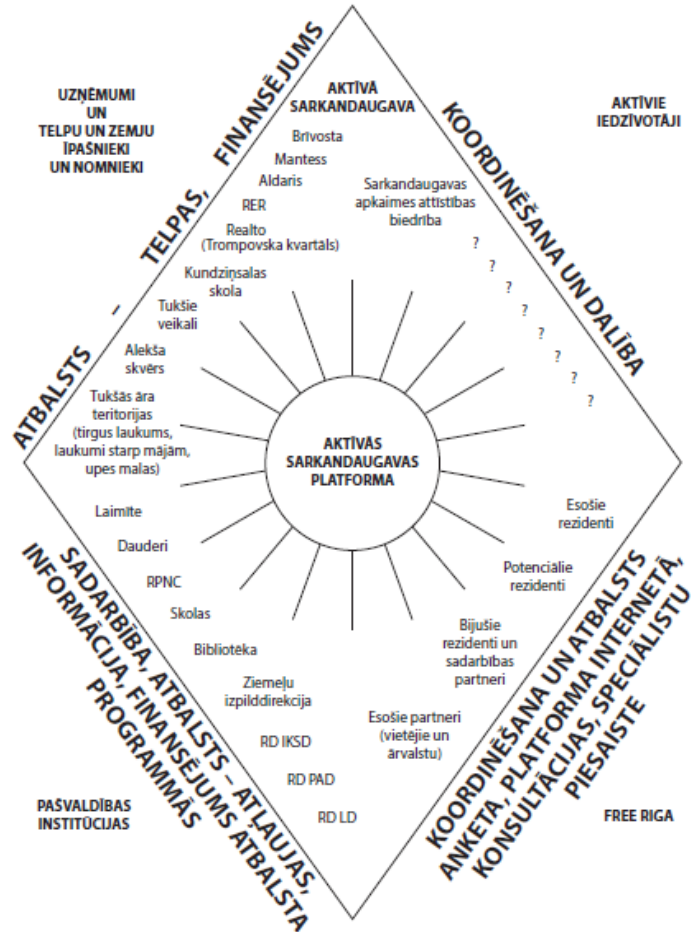 AKTĪVĀ
SARKANDAUGAVA
UZŅĒMUMI
UN
TELPU UN ZEMJU
ĪPAŠNIEKI
UN NOMNIEKI
AKTĪVIE
IEDZĪVOTĀJI
ATBALSTS – TELPAS, FINANSĒJUMS
KOORDINĒŠANA UN DALĪBA
Brīvosta
Mantess
Aldaris
RER
Realto
(Trompovska kvartāls)
Kundziņsalas
skola
Tukšie
veikali
Alekša
skvērs
Tukšās āra
teritorijas
(tirgus laukums,
laukumi starp mājām,
upes malas)
Sarkandaugavas
apkaimes attīstības
biedrība
?
?
?
?
?
?
?
?
AKTĪVĀS
SARKANDAUGAVAS
PLATFORMA
Laimīte
Dauderi
RPNC
Skolas
Bibliotēka
Ziemeļu
izpilddirekcija
RD IKSD
RD PAD
RD LD
Esošie
rezidenti
Potenciālie
rezidenti
Bijušie
rezidenti un
sadarbības
partneri
Esošie partneri
(vietējie un
ārvalstu)
SADARBĪBA, ATBALSTS – ATĻAUJAS,
INFORMĀCIJA, FINANSĒJUMS ATBALSTA
PROGRAMMĀS
KOORDINĒŠANA UN ATBALSTS
ANKETA, PLATFORMA INTERNETĀ,
KONSULTĀCIJAS, SPECIĀLISTU
PIESAISTE
PAŠVALDĪBAS
INSTITŪCIJAS
FREE RIGA